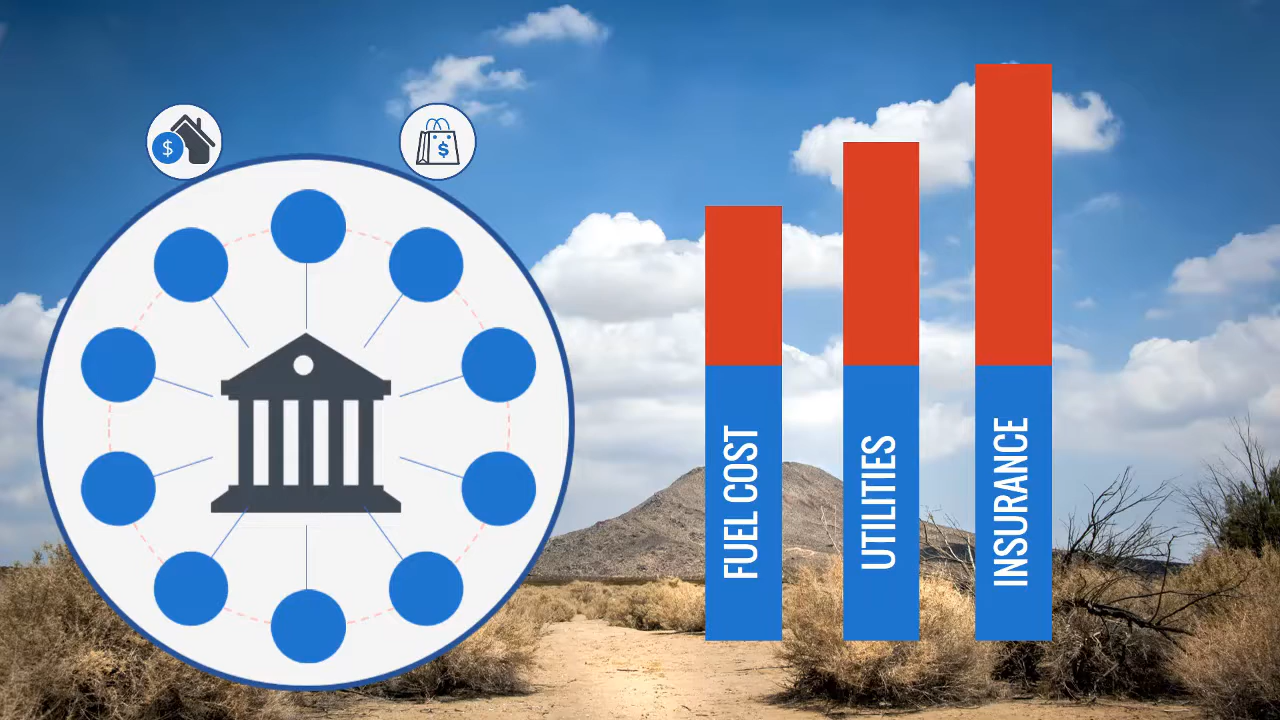 $
$
FUEL COST
UTILITIES
INSURANCE